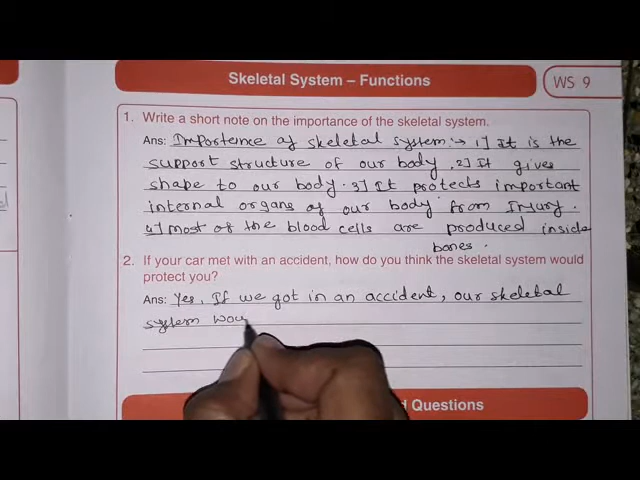 Skeletal System – Functions
WS 9
1. Write a short note on the importance of the skeletal system.
Ans: Importence of skeletal system :→ 1] It is the
support structure of our body. 2] It gives
shape to our body. 3] It protects important
internal organs of our body from Injury.
4] most of the blood cells are produced inside
bones.
2. If your car met with an accident, how do you think the skeletal system would
protect you?
Ans: Yes, If we got in an accident, our skeletal
system wou
d Questions